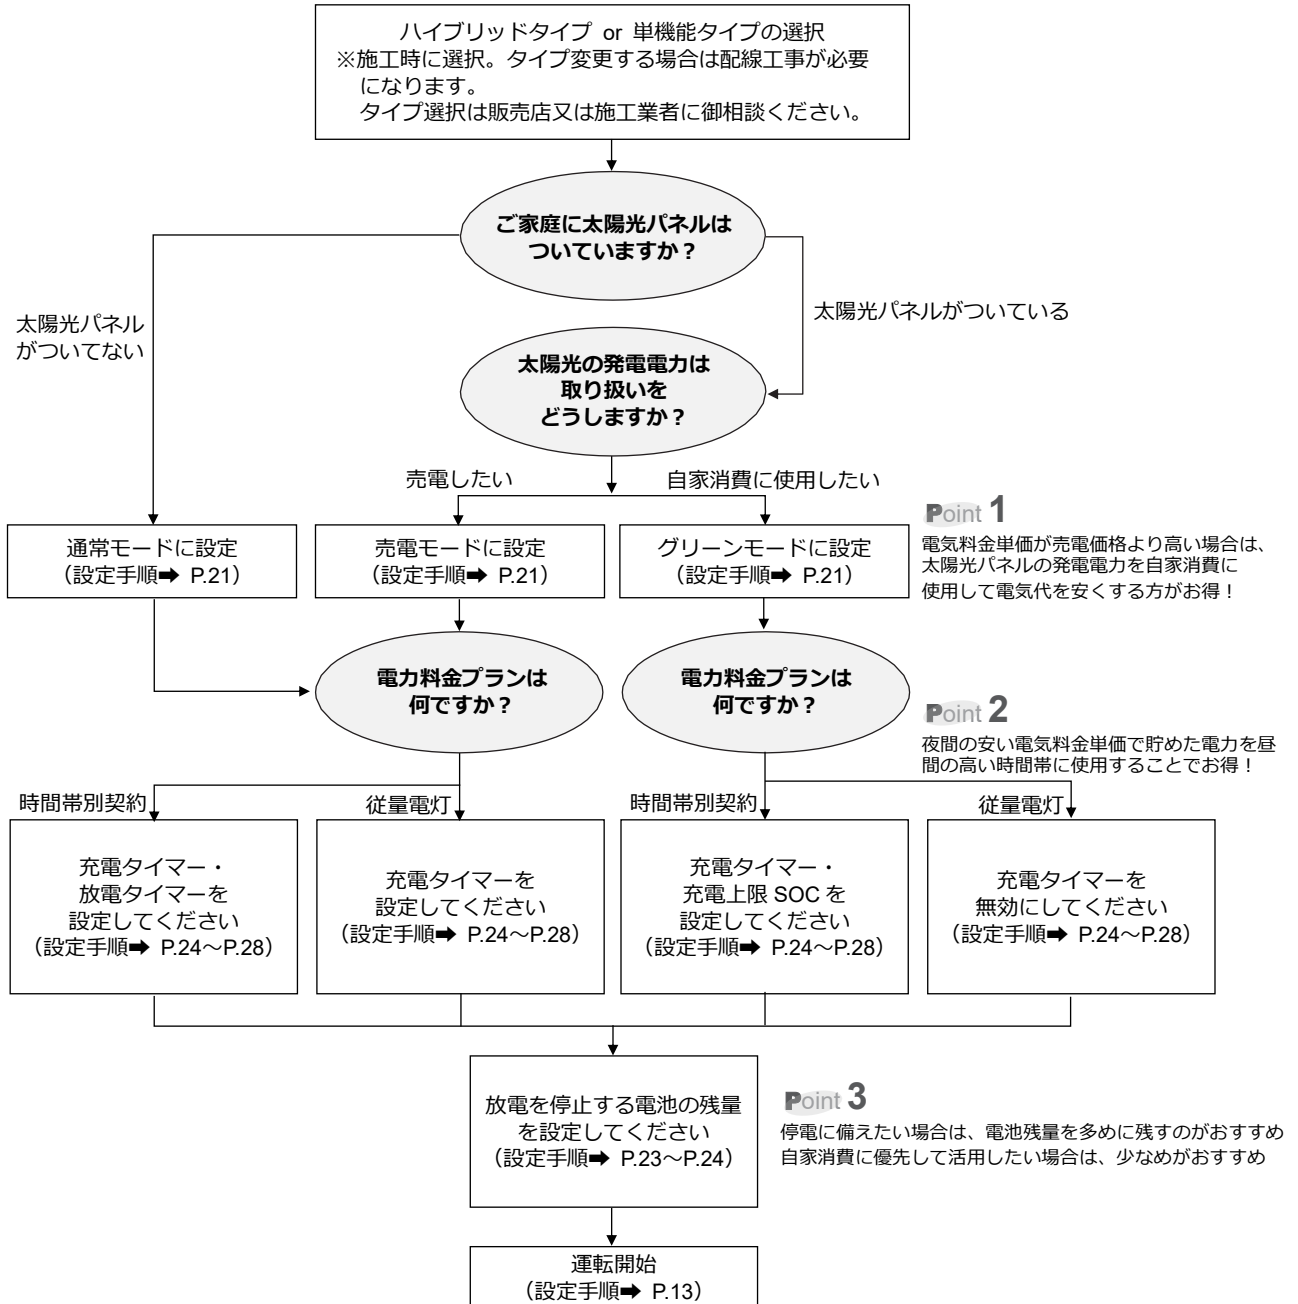 ハイブリッドタイプ or 単機能タイプの選択
※施工時に選択。タイプ変更する場合は配線工事が必要
になります。
タイプ選択は販売店又は施工業者に御相談ください。
ご家庭に太陽光パネルは
ついていますか？
太陽光パネル
がついてない
太陽光パネルがついている
太陽光の発電電力は
取り扱いを
どうしますか？
売電したい
自家消費に使用したい
通常モードに設定
（設定手順➡ P.21）
売電モードに設定
（設定手順➡ P.21）
グリーンモードに設定
（設定手順➡ P.21）
Point 1
電気料金単価が売電価格より高い場合は、
太陽光パネルの発電電力を自家消費に
使用して電気代を安くする方がお得！
電力料金プランは
何ですか？
電力料金プランは
何ですか？
Point 2
夜間の安い電気料金単価で貯めた電力を昼
間の高い時間帯に使用することでお得！
時間帯別契約
従量電灯
時間帯別契約
従量電灯
充電タイマー・
放電タイマーを
設定してください
（設定手順➡ P.24～P.28）
充電タイマーを
設定してください
（設定手順➡ P.24～P.28）
充電タイマー・
充電上限 SOC を
設定してください
（設定手順➡ P.24～P.28）
充電タイマーを
無効にしてください
（設定手順➡ P.24～P.28）
放電を停止する電池の残量
を設定してください
（設定手順➡ P.23～P.24）
Point 3
停電に備えたい場合は、電池残量を多めに残すのがおすすめ
自家消費に優先して活用したい場合は、少なめがおすすめ
運転開始
（設定手順➡ P.13）